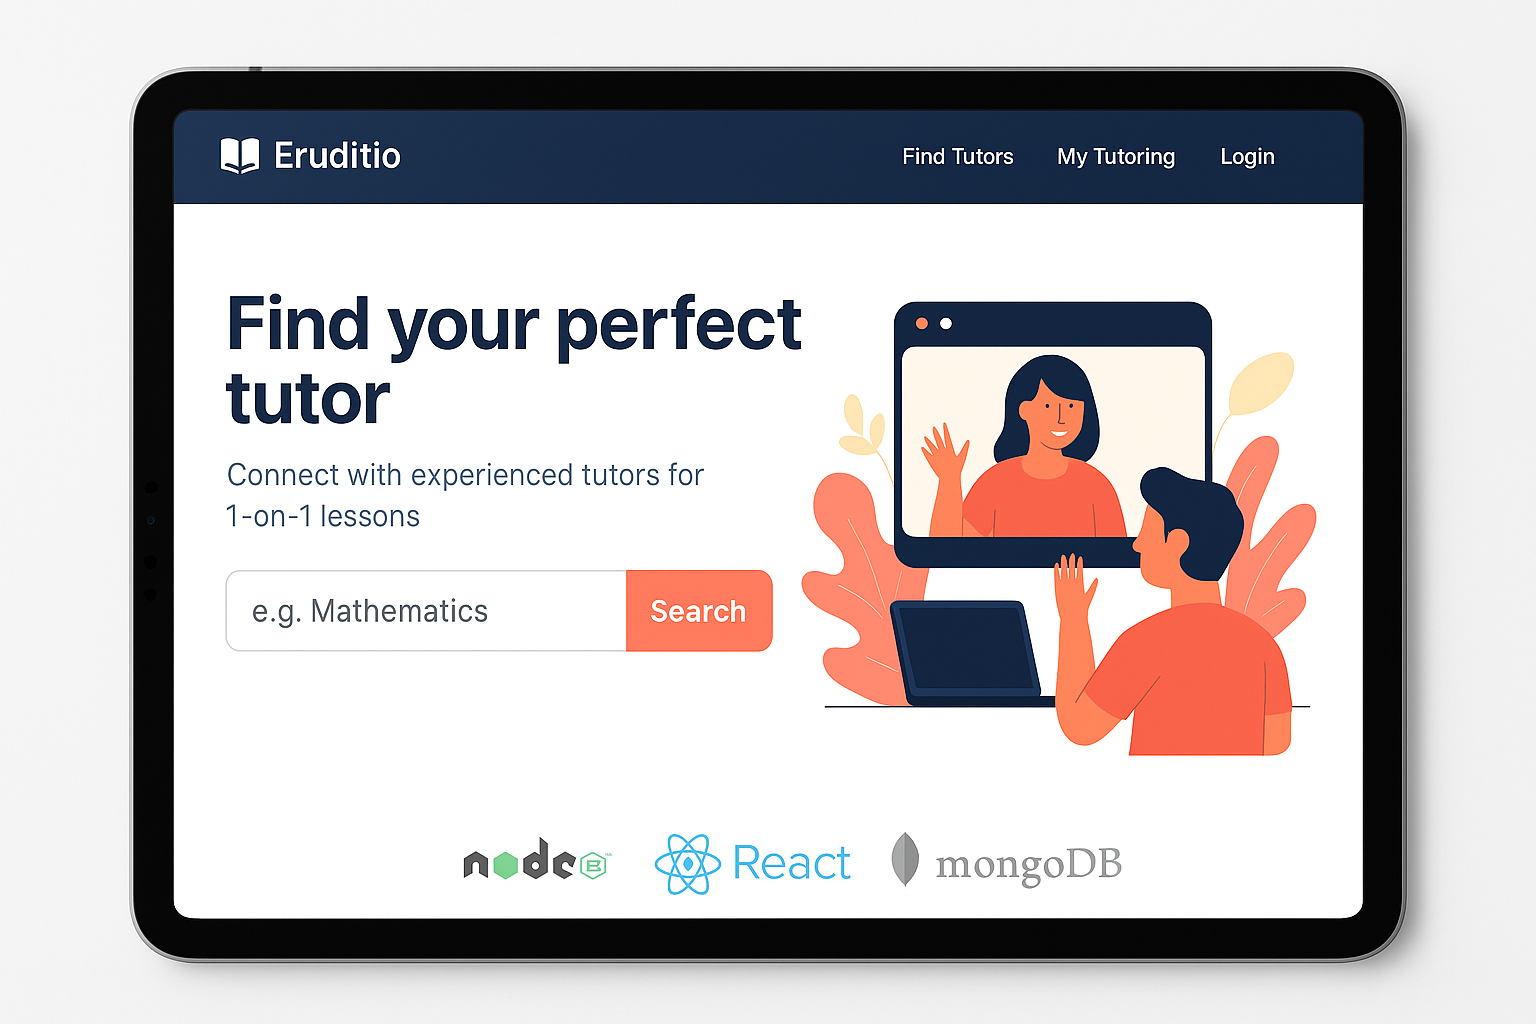 Eruditio
Find Tutors
My Tutoring
Login
Find your perfect
tutor
Connect with experienced tutors for
1-on-1 lessons
e.g. Mathematics
Search
node B
React
mongoDB